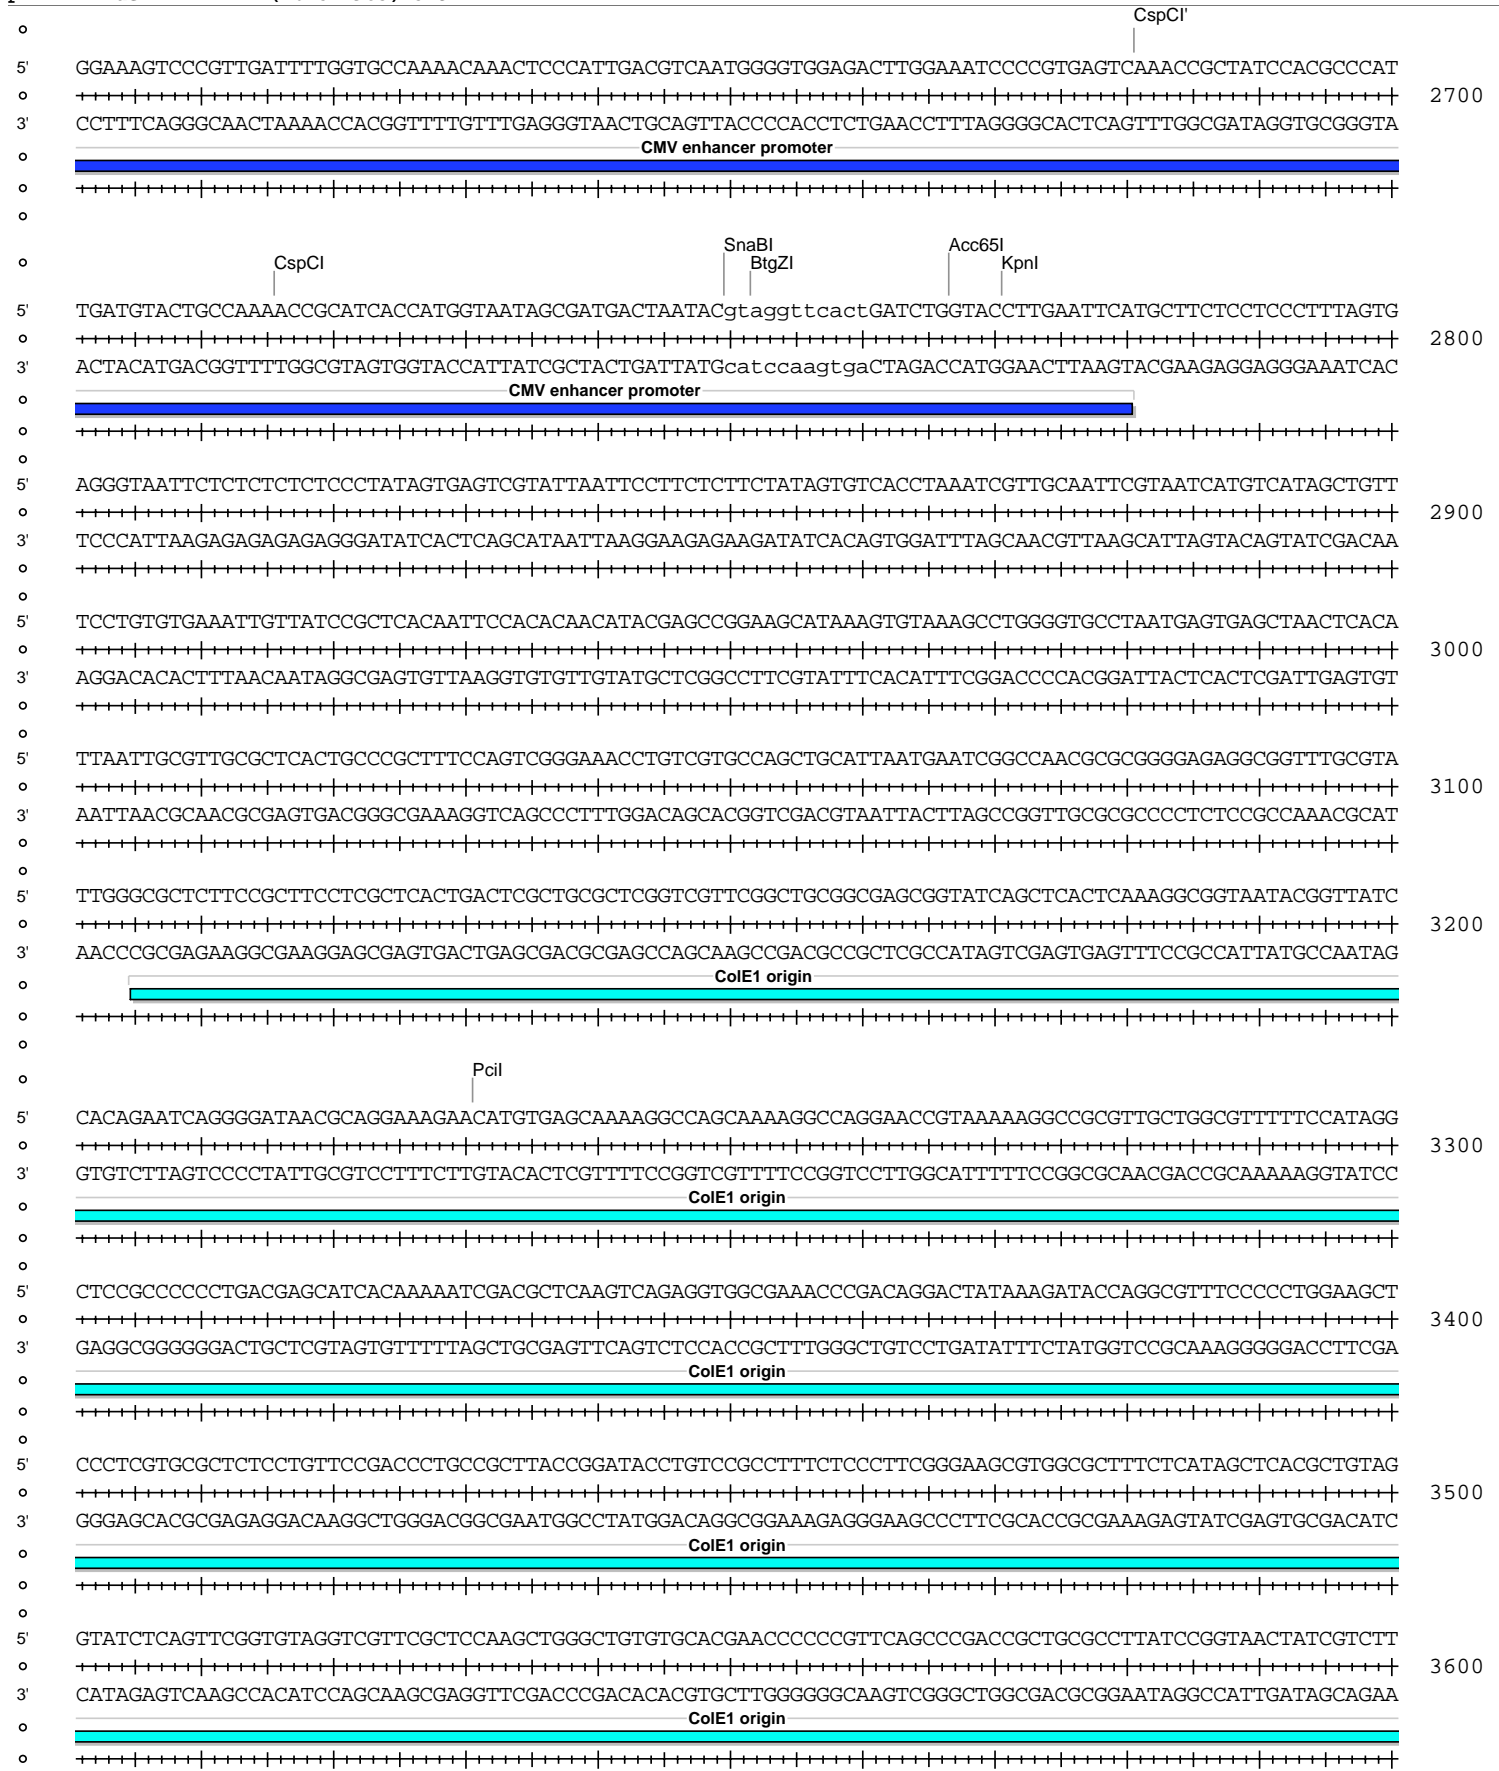 CspCI'
5' GGAAAGTCCCGTTGATTTTGGTGCCAAAACAAACTCCCATTGACGTCAATGGGGTGGAGACTTGGAAATCCCCGTGAGTCAAACCGCTATCCACGCCCAT
2700
3' CCTTTCAGGGCAACTAAAACCACGGTTTTGTTTGAGGGTAACTGCAGTTACCCCACCTCTGAACCTTTAGGGGCACTCAGTTTGGCGATAGGTGCGGGTA
CMV enhancer promoter
SnaBI Acc65I
CspCI BtgZI KpnI
5' TGATGTACTGCCAAAACCGCATCACCATGGTAATAGCGATGACTAATACgtaggttcactGATCTGGTACCTTGAATTCATGCTTCTCCTCCCTTTAGTG
2800
3' ACTACATGACGGTTTTGGCGTAGTGGTACCATTATCGCTACTGATTATGcatccaagtgaCTAGACCATGGAACTTAAGTACGAAGAGGAGGGAAATCAC
CMV enhancer promoter
5' AGGGTAATTCTCTCTCTCTCCCTATAGTGAGTCGTATTAATTCCTTCTCTTCTATAGTGTCACCTAAATCGTTGCAATTCGTAATCATGTCATAGCTGTT
2900
3' TCCCATTAAGAGAGAGAGAGGGATATCACTCAGCATAATTAAGGAAGAGAAGATATCACAGTGGATTTAGCAACGTTAAGCATTAGTACAGTATCGACAA
5' TCCTGTGTGAAATTGTTATCCGCTCACAATTCCACACAACATACGAGCCGGAAGCATAAAGTGTAAAGCCTGGGGTGCCTAATGAGTGAGCTAACTCACA
3000
3' AGGACACACTTTAACAATAGGCGAGTGTTAAGGTGTGTTGTATGCTCGGCCTTCGTATTTCACATTTCGGACCCCACGGATTACTCACTCGATTGAGTGT
5' TTAATTGCGTTGCGCTCACTGCCCGCTTTCCAGTCGGGAAACCTGTCGTGCCAGCTGCATTAATGAATCGGCCAACGCGCGGGGAGAGGCGGTTTGCGTA
3100
3' AATTAACGCAACGCGAGTGACGGGCGAAAGGTCAGCCCTTTGGACAGCACGGTCGACGTAATTACTTAGCCGGTTGCGCGCCCCTCTCCGCCAAACGCAT
5' TTGGGCGCTCTTCCGCTTCCTCGCTCACTGACTCGCTGCGCTCGGTCGTTCGGCTGCGGCGAGCGGTATCAGCTCACTCAAAGGCGGTAATACGGTTATC
3200
3' AACCCGCGAGAAGGCGAAGGAGCGAGTGACTGAGCGACGCGAGCCAGCAAGCCGACGCCGCTCGCCATAGTCGAGTGAGTTTCCGCCATTATGCCAATAG
ColE1 origin
PciI
5' CACAGAATCAGGGGATAACGCAGGAAAGAACATGTGAGCAAAAGGCCAGCAAAAGGCCAGGAACCGTAAAAAGGCCGCGTTGCTGGCGTTTTTCCATAGG
3300
3' GTGTCTTAGTCCCCTATTGCGTCCTTTCTTGTACACTCGTTTTCCGGTCGTTTTCCGGTCCTTGGCATTTTTCCGGCGCAACGACCGCAAAAAGGTATCC
ColE1 origin
5' CTCCGCCCCCCTGACGAGCATCACAAAAATCGACGCTCAAGTCAGAGGTGGCGAAACCCGACAGGACTATAAAGATACCAGGCGTTTCCCCCTGGAAGCT
3400
3' GAGGCGGGGGGACTGCTCGTAGTGTTTTTAGCTGCGAGTTCAGTCTCCACCGCTTTGGGCTGTCCTGATATTTCTATGGTCCGCAAAGGGGGACCTTCGA
ColE1 origin
5' CCCTCGTGCGCTCTCCTGTTCCGACCCTGCCGCTTACCGGATACCTGTCCGCCTTTCTCCCTTCGGGAAGCGTGGCGCTTTCTCATAGCTCACGCTGTAG
3500
3' GGGAGCACGCGAGAGGACAAGGCTGGGACGGCGAATGGCCTATGGACAGGCGGAAAGAGGGAAGCCCTTCGCACCGCGAAAGAGTATCGAGTGCGACATC
ColE1 origin
5' GTATCTCAGTTCGGTGTAGGTCGTTCGCTCCAAGCTGGGCTGTGTGCACGAACCCCCCGTTCAGCCCGACCGCTGCGCCTTATCCGGTAACTATCGTCTT
3600
3' CATAGAGTCAAGCCACATCCAGCAAGCGAGGTTCGACCCGACACACGTGCTTGGGGGGCAAGTCGGGCTGGCGACGCGGAATAGGCCATTGATAGCAGAA
ColE1 origin